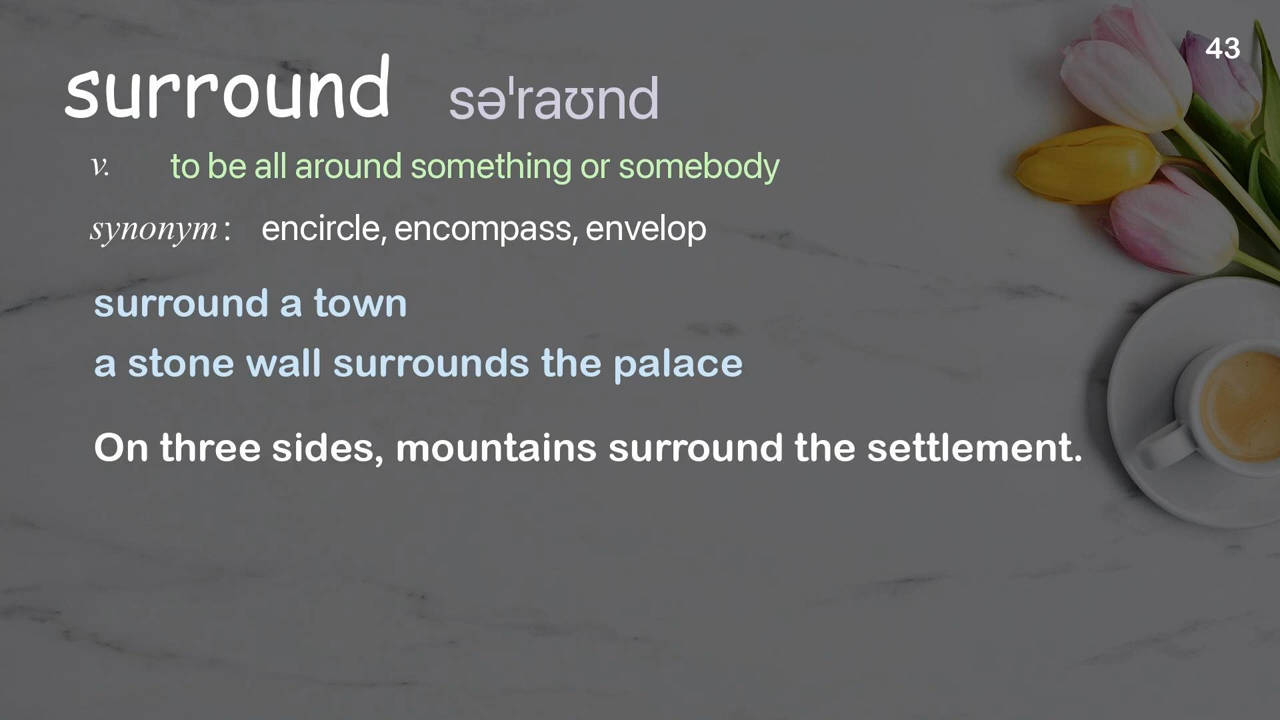 43
surround səˈraʊnd
v. to be all around something or somebody
synonym: encircle, encompass, envelop
surround a town
a stone wall surrounds the palace
On three sides, mountains surround the settlement.